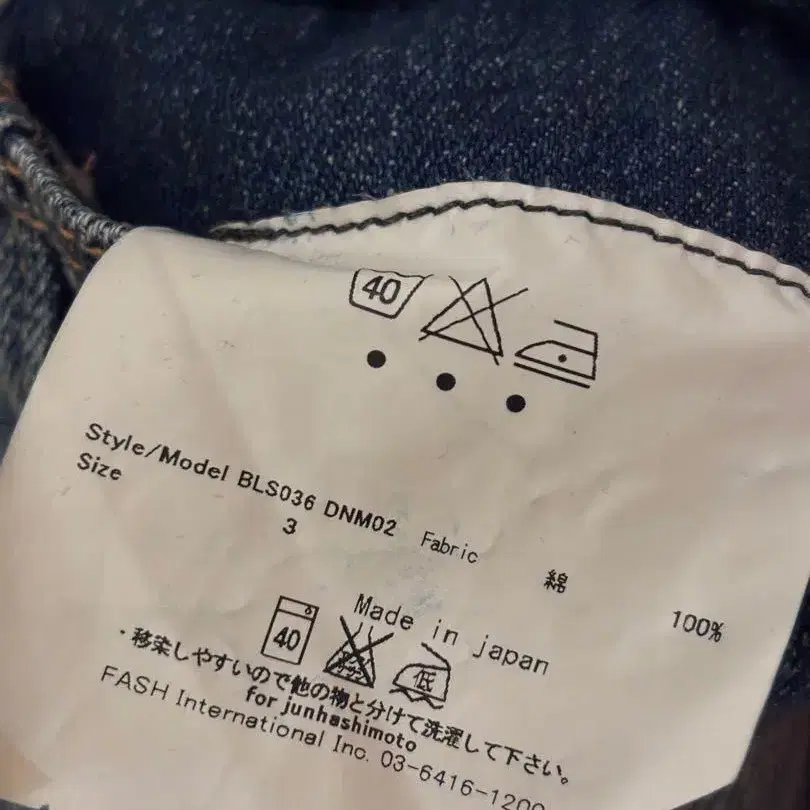 40
Style/Model BLS036 DNM02 Fabric 綿 100%
Size 3
Made in japan
40 低
・移染しやすいので他の物と分けて洗濯して下さい。
for junhashimoto
FASH International Inc. 03-6416-1200